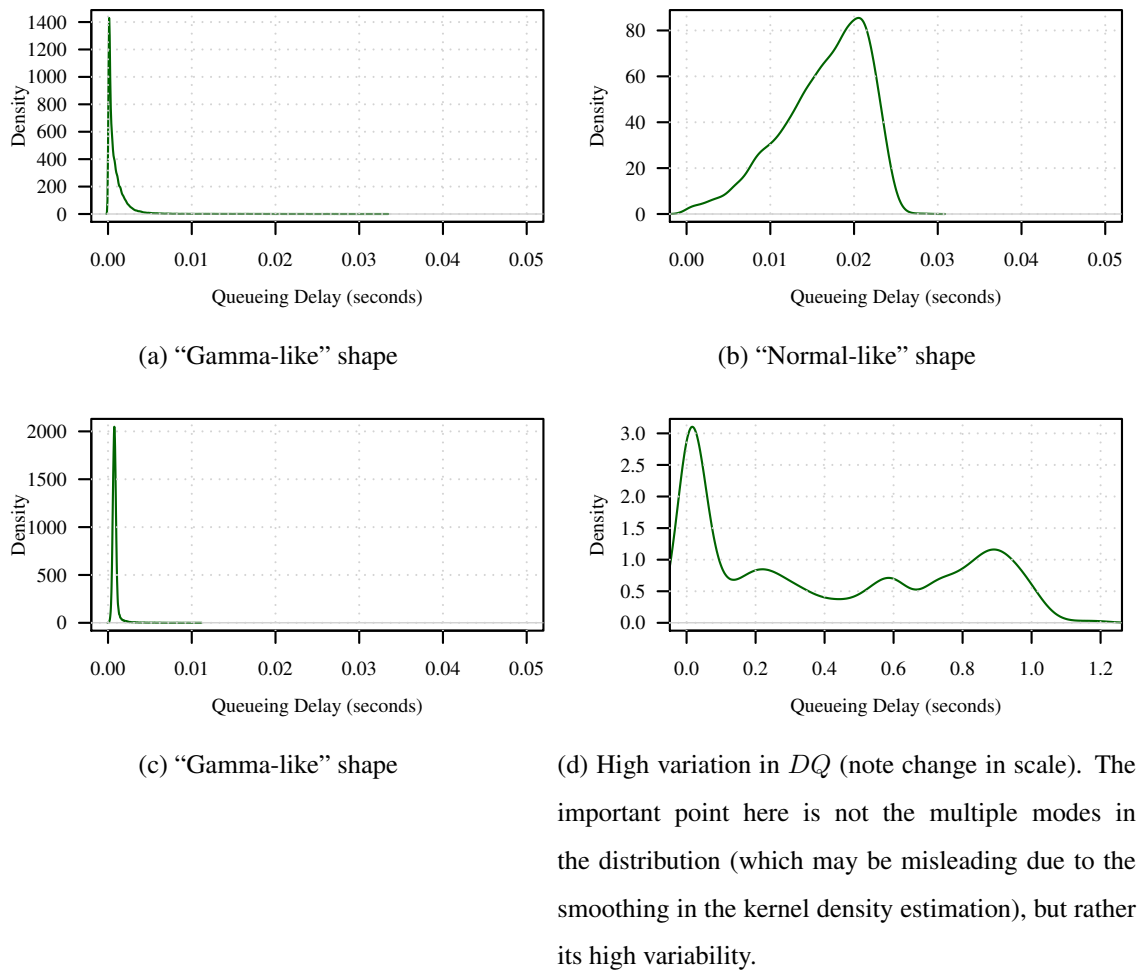 1400
1200
1000
800
600
400
200
0
Density
0.00 0.01 0.02 0.03 0.04 0.05
Queueing Delay (seconds)
(a) “Gamma-like” shape
80
60
40
20
0
Density
0.00 0.01 0.02 0.03 0.04 0.05
Queueing Delay (seconds)
(b) “Normal-like” shape
2000
1500
1000
500
0
Density
0.00 0.01 0.02 0.03 0.04 0.05
Queueing Delay (seconds)
(c) “Gamma-like” shape
3.0
2.5
2.0
1.5
1.0
0.5
0.0
Density
0.0 0.2 0.4 0.6 0.8 1.0 1.2
Queueing Delay (seconds)
(d) High variation in DQ (note change in scale). The
important point here is not the multiple modes in
the distribution (which may be misleading due to the
smoothing in the kernel density estimation), but rather
its high variability.